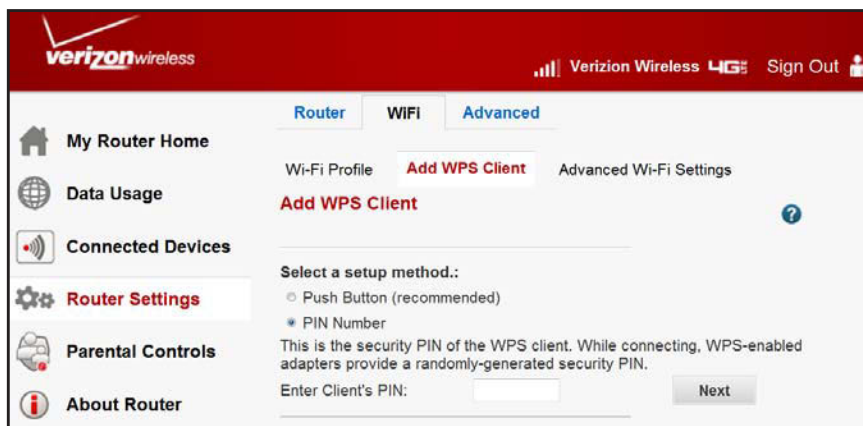 verizonwireless
Verizion Wireless 4G LTE Sign Out
Router WiFi Advanced
My Router Home
Data Usage
Connected Devices
Router Settings
Parental Controls
About Router
Wi-Fi Profile Add WPS Client Advanced Wi-Fi Settings
Add WPS Client
?
Select a setup method.:
Push Button (recommended)
PIN Number
This is the security PIN of the WPS client. While connecting, WPS-enabled
adapters provide a randomly-generated security PIN.
Enter Client's PIN: Next